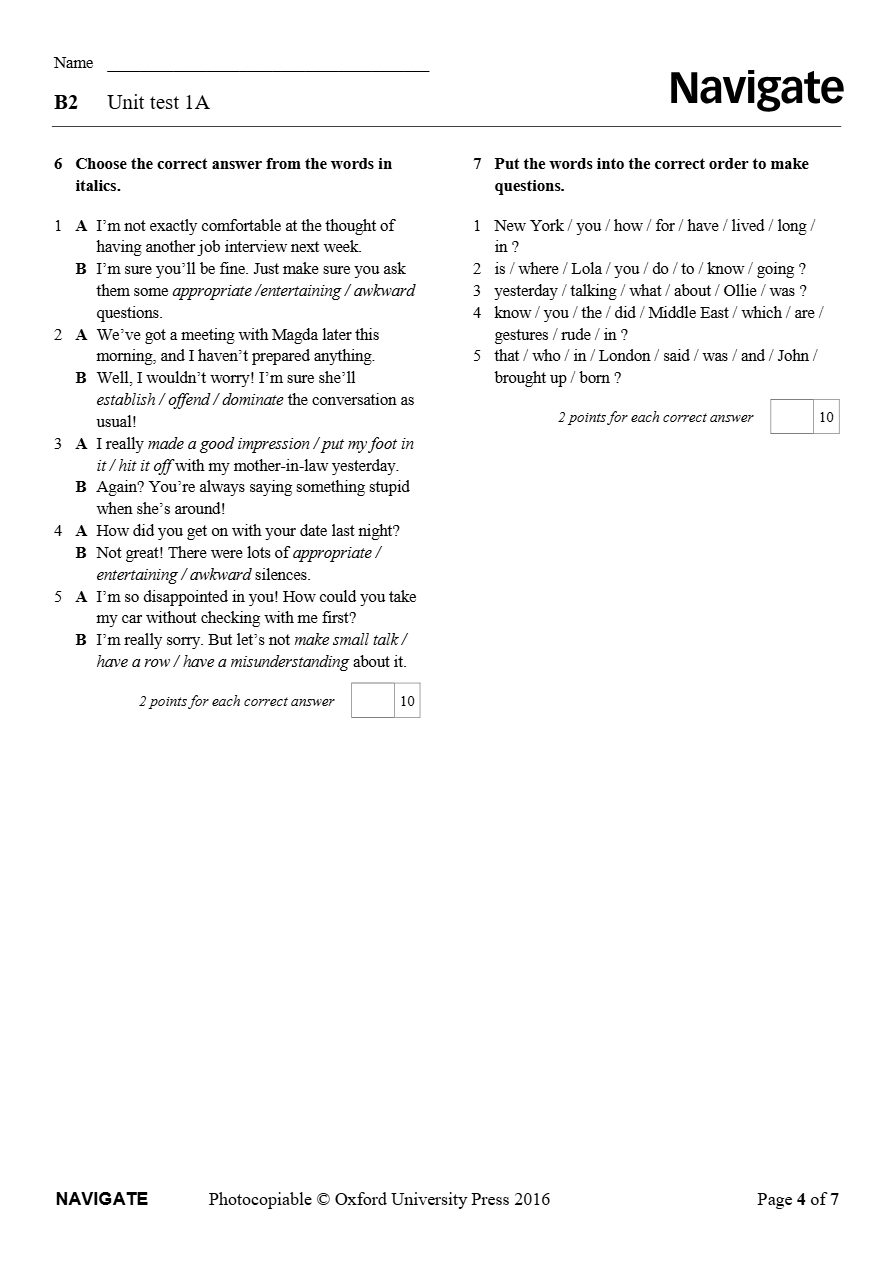 Name
Navigate
B2 Unit test 1A
6 Choose the correct answer from the words in
italics.
1 A I'm not exactly comfortable at the thought of
having another job interview next week.
B I'm sure you'll be fine. Just make sure you ask
them some appropriate /entertaining / awkward
questions.
2 A We've got a meeting with Magda later this
morning, and I haven't prepared anything.
B Well, I wouldn't worry! I'm sure she'll
establish / offend / dominate the conversation as
usual!
3 A I really made a good impression / put my foot in
it / hit it off with my mother-in-law yesterday.
B Again? You're always saying something stupid
when she's around!
4 A How did you get on with your date last night?
B Not great! There were lots of appropriate /
entertaining / awkward silences.
5 A I'm so disappointed in you! How could you take
my car without checking with me first?
B I'm really sorry. But let's not make small talk /
have a row / have a misunderstanding about it.
2 points for each correct answer 10
7 Put the words into the correct order to make
questions.
1 New York / you / how / for / have / lived / long /
in ?
2 is / where / Lola / you / do / to / know / going ?
3 yesterday / talking / what / about / Ollie / was ?
4 know / you / the / did / Middle East / which / are /
gestures / rude / in ?
5 that / who / in / London / said / was / and / John /
brought up / born ?
2 points for each correct answer 10
NAVIGATE Photocopiable © Oxford University Press 2016 Page 4 of 7